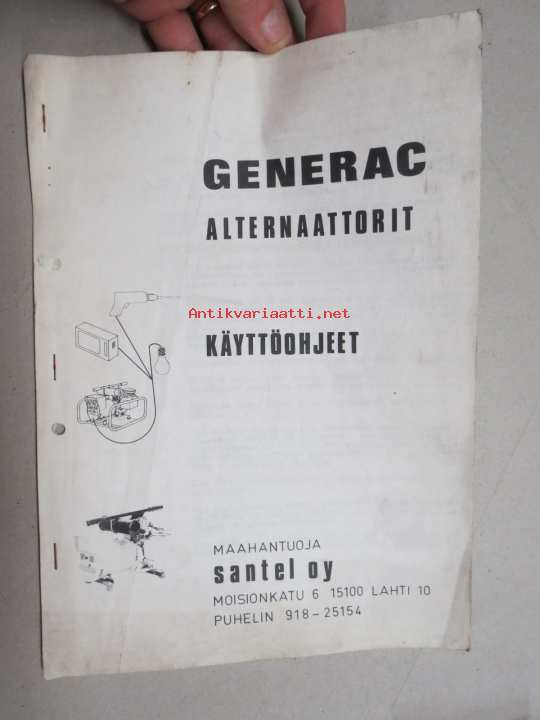 GENERAC
ALTERNAATTORIT
Antikvariaatti.net
KÄYTTÖOHJEET
MAAHANTUOJA
santel oy
MOISIONKATU 6 15100 LAHTI 10
PUHELIN 918-25154